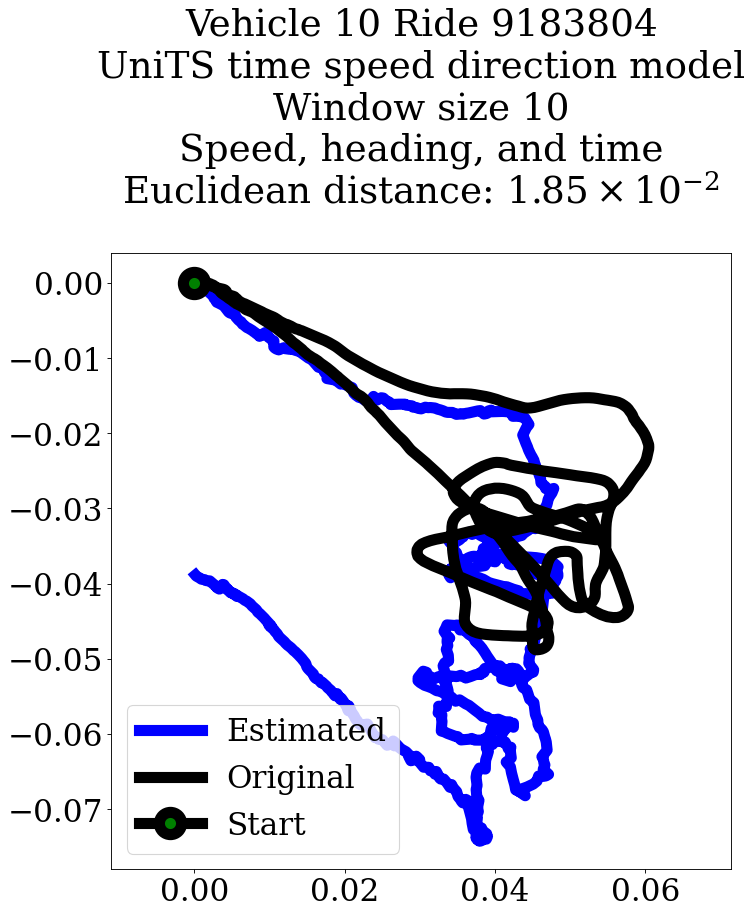 Vehicle 10 Ride 9183804
UniTS time speed direction model
Window size 10
Speed, heading, and time
Euclidean distance: 1.85 × 10⁻²
0.00
−0.01
−0.02
−0.03
−0.04
−0.05
−0.06
−0.07
Estimated
Original
Start
0.00 0.02 0.04 0.06